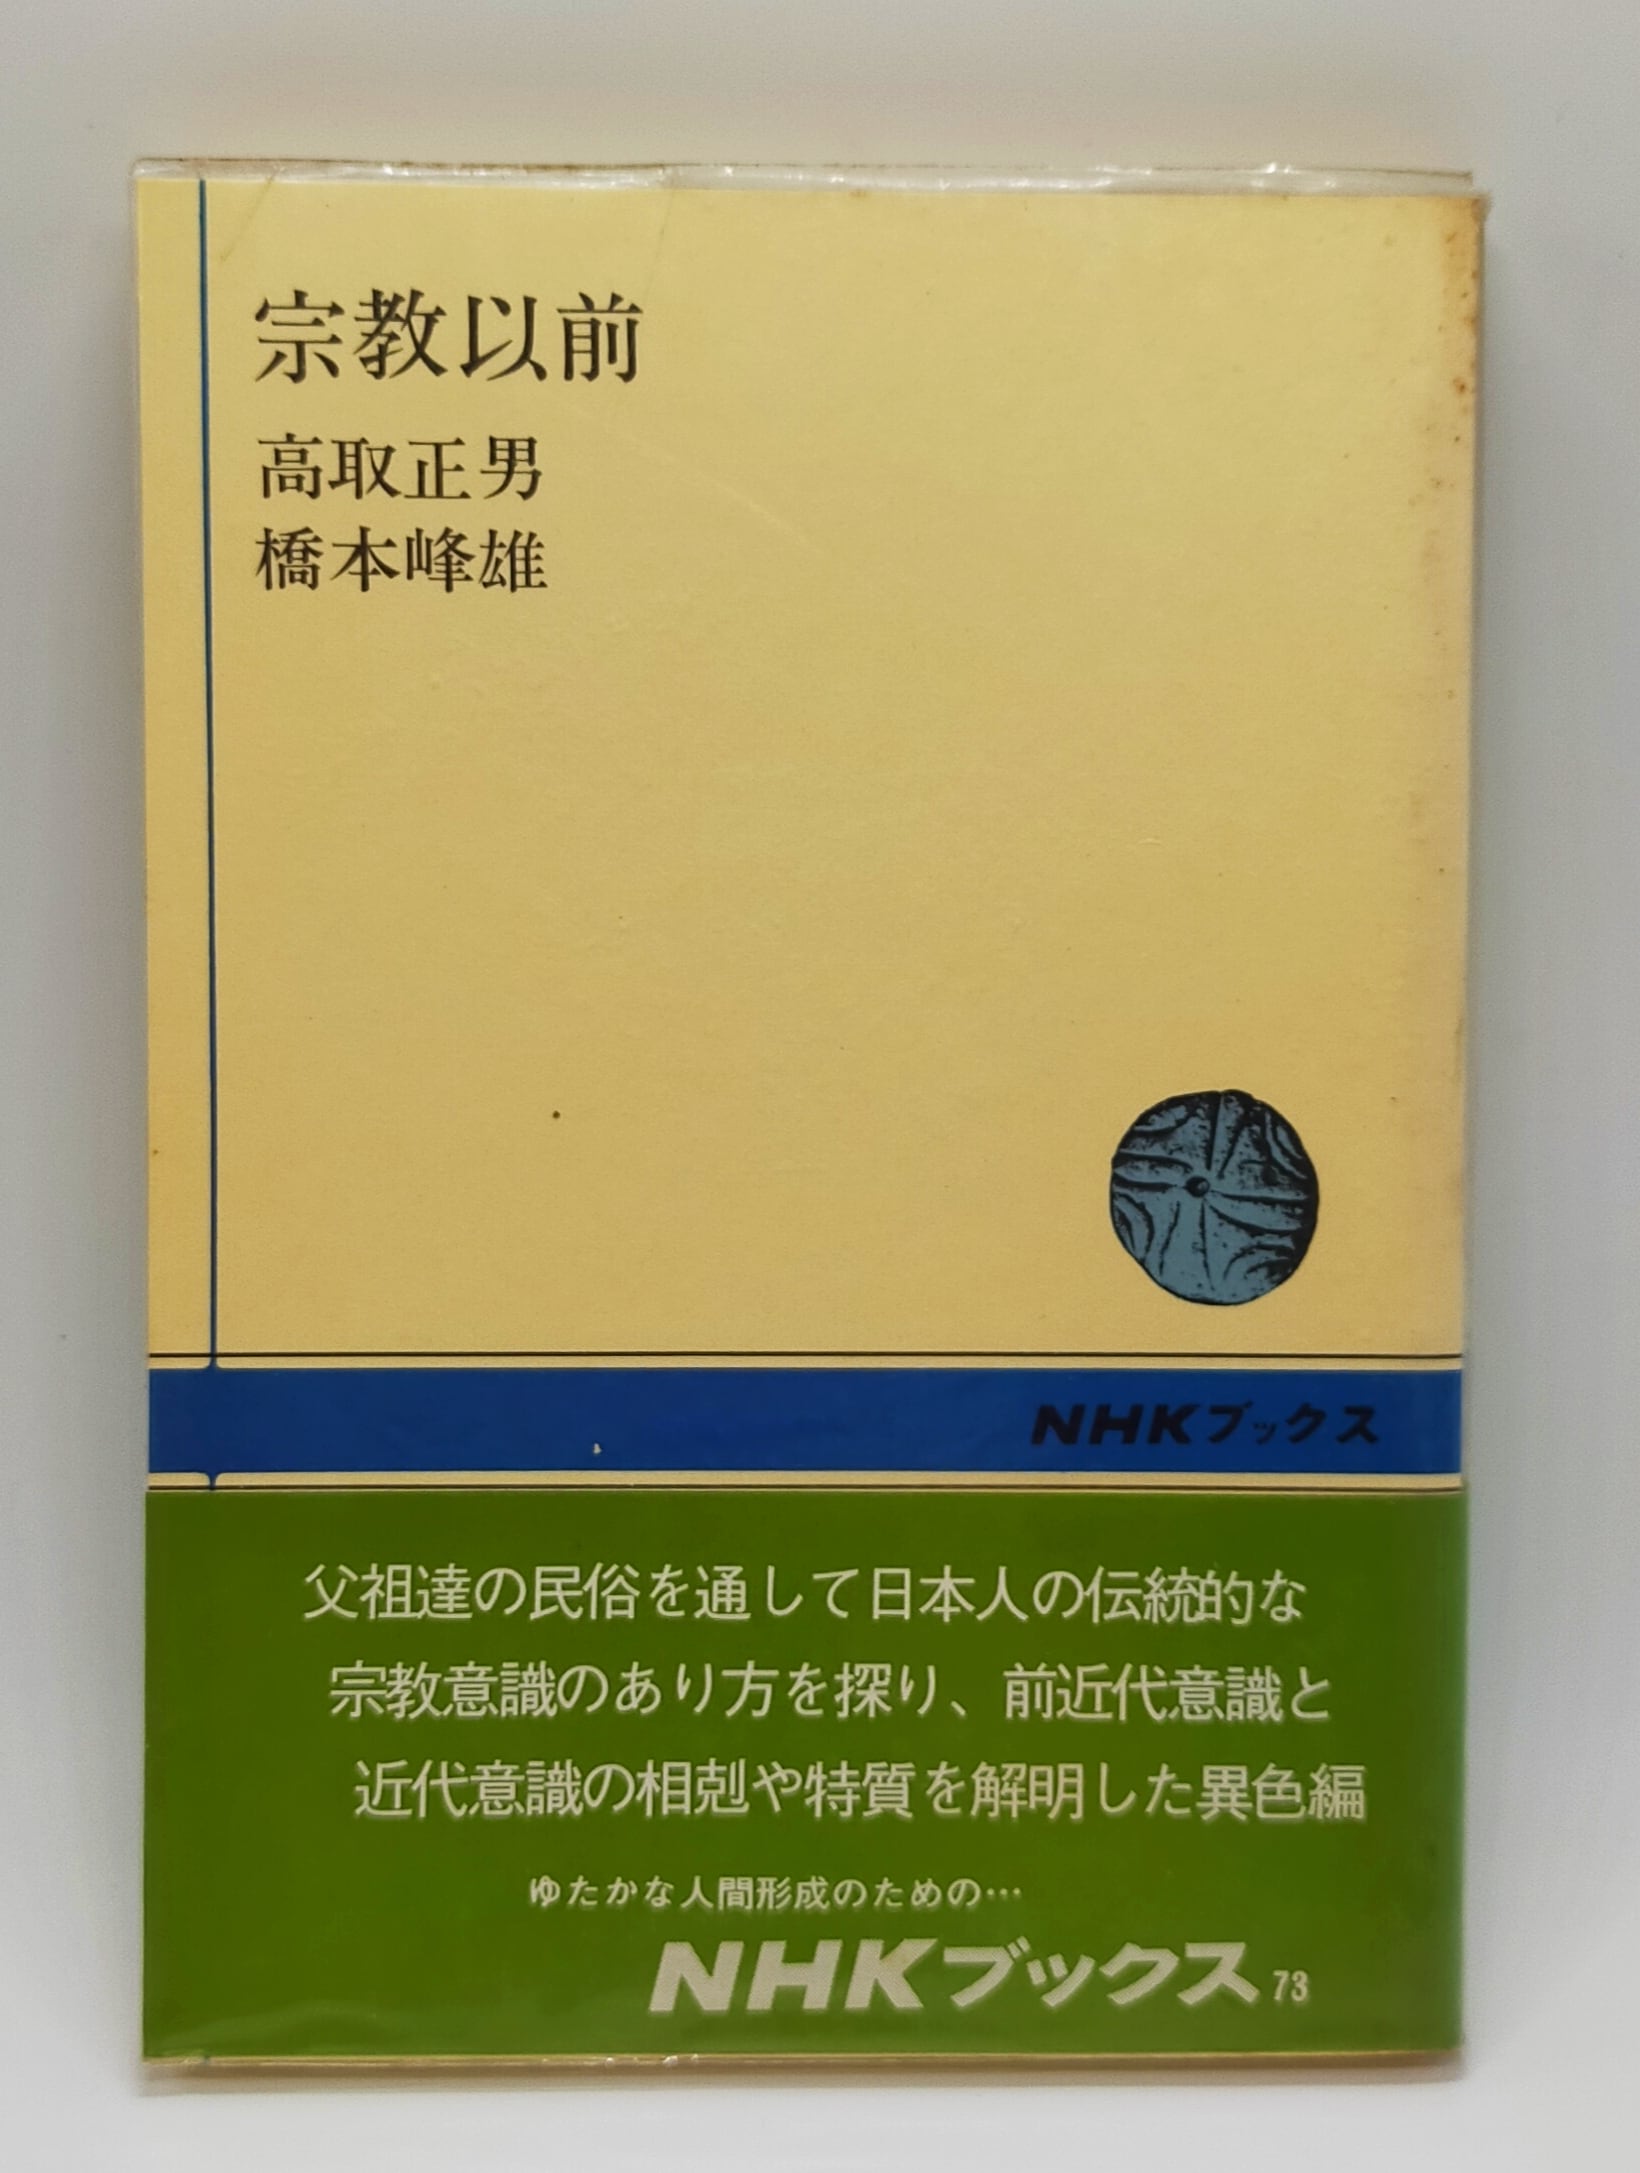 宗教以前
高取正男
橋本峰雄
NHKブックス
父祖達の民俗を通して日本人の伝統的な
宗教意識のあり方を探り、前近代意識と
近代意識の相剋や特質を解明した異色編
ゆたかな人間形成のための…
NHKブックス 73